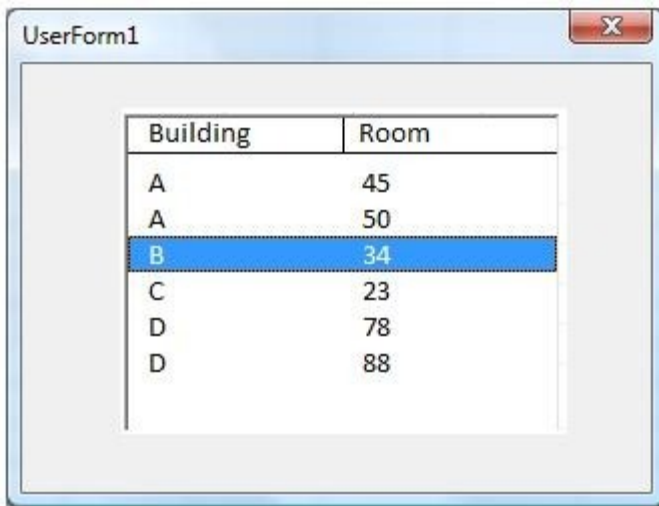 UserForm1
Building Room
A 45
A 50
B 34
C 23
D 78
D 88